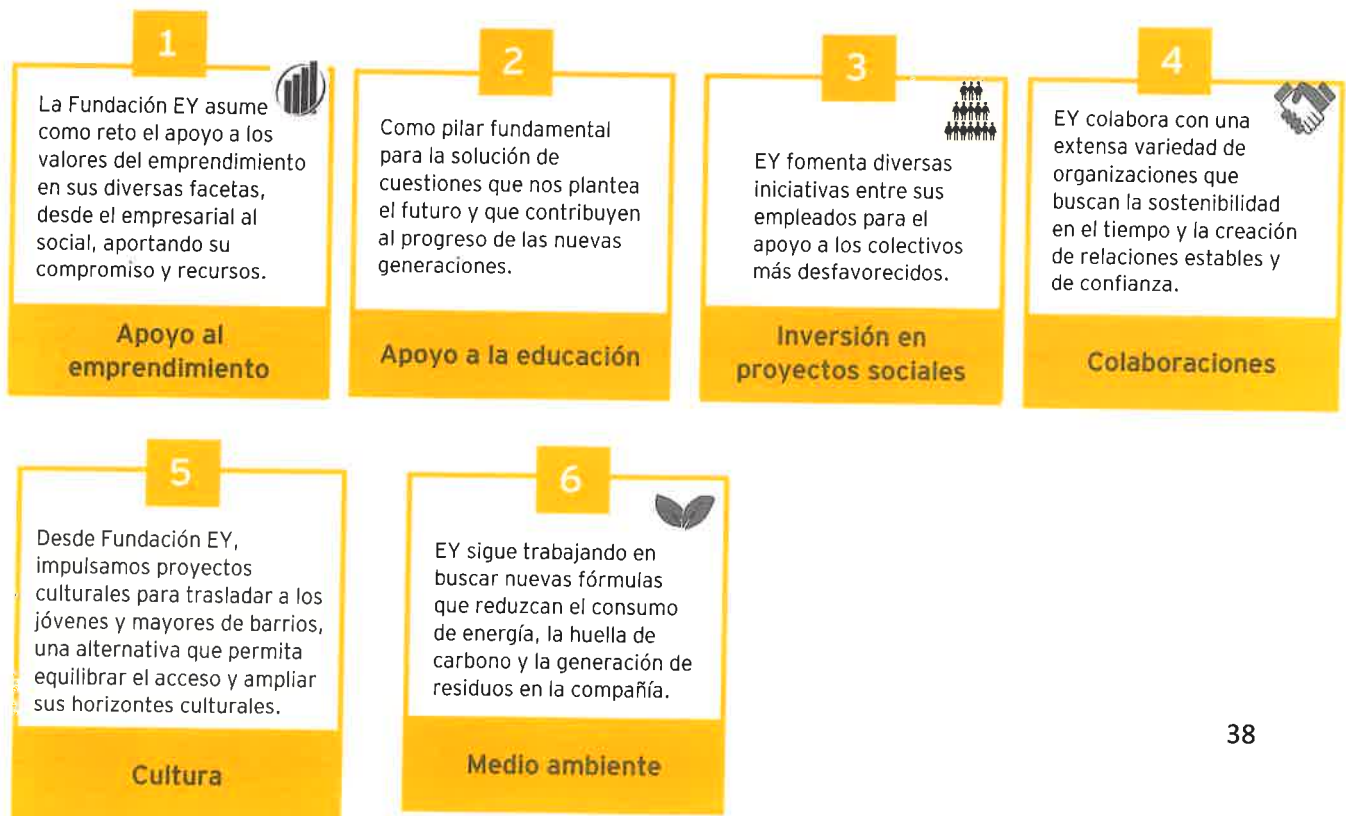 1
La Fundación EY asume
como reto el apoyo a los
valores del emprendimiento
en sus diversas facetas,
desde el empresarial al
social, aportando su
compromiso y recursos.
Apoyo al
emprendimiento
2
Como pilar fundamental
para la solución de
cuestiones que nos plantea
el futuro y que contribuyen
al progreso de las nuevas
generaciones.
Apoyo a la educación
3
EY fomenta diversas
iniciativas entre sus
empleados para el
apoyo a los colectivos
más desfavorecidos.
Inversión en
proyectos sociales
4
EY colabora con una
extensa variedad de
organizaciones que
buscan la sostenibilidad
en el tiempo y la creación
de relaciones estables y
de confianza.
Colaboraciones
5
Desde Fundación EY,
impulsamos proyectos
culturales para trasladar a los
jóvenes y mayores de barrios,
una alternativa que permita
equilibrar el acceso y ampliar
sus horizontes culturales.
Cultura
6
EY sigue trabajando en
buscar nuevas fórmulas
que reduzcan el consumo
de energía, la huella de
carbono y la generación de
residuos en la compañía.
Medio ambiente
38